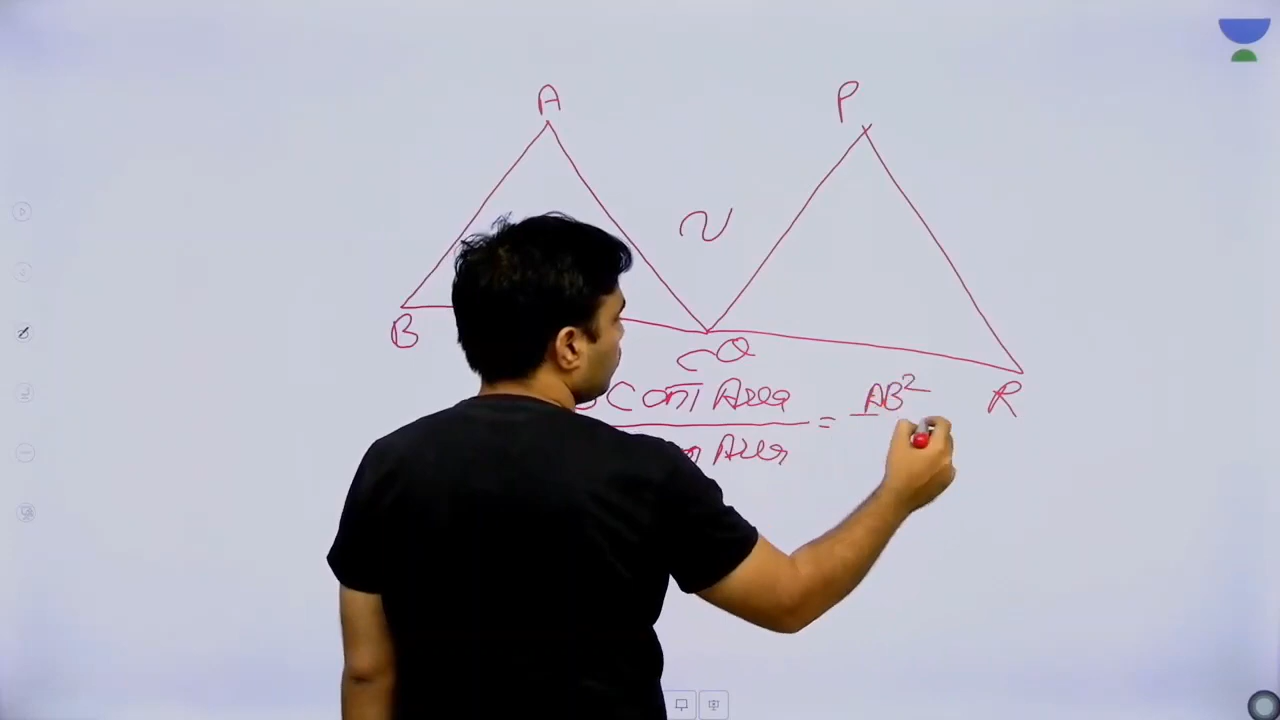 A
P
~
B
C Q
R
C का Area = AB²
Area